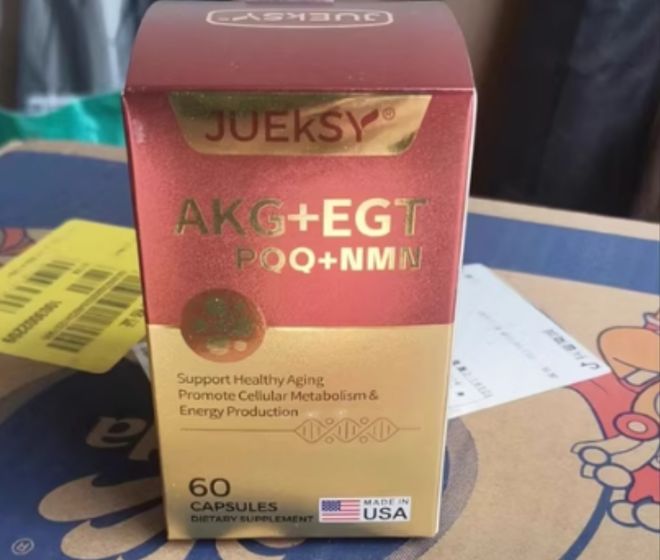 JUEKSY®
JUEKSY®
AKG+EGT
PQQ+NMN
Support Healthy Aging
Promote Cellular Metabolism &
Energy Production
60
CAPSULES
DIETARY SUPPLEMENT
MADE IN
USA